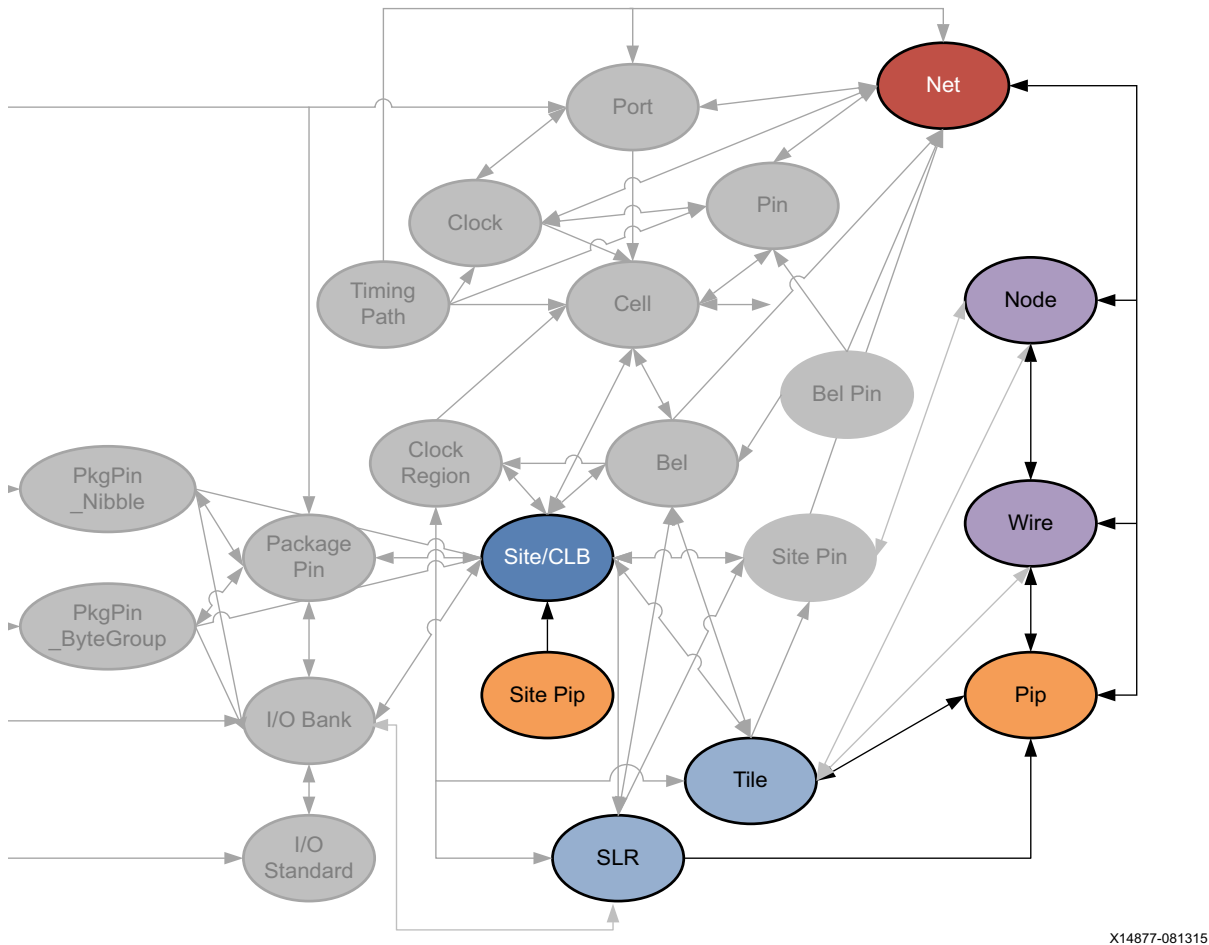 Net
Port
Pin
Clock
Timing
Path
Cell
Node
Bel Pin
Clock
Region
Bel
PkgPin
_Nibble
Wire
Package
Pin
Site/CLB
Site Pin
PkgPin
_ByteGroup
Site Pip
Pip
I/O Bank
Tile
I/O
Standard
SLR
X14877-081315